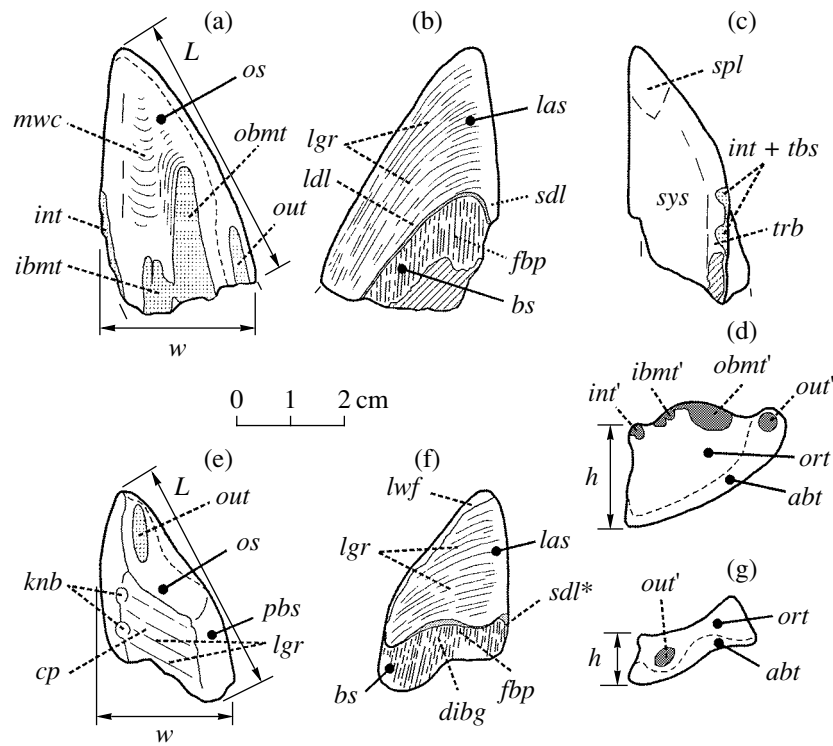 (a)
L
os
mwc
obmt
int
out
ibmt
w
(b)
las
lgr
ldl
sdl
fbp
bs
(c)
spl
int + tbs
sys
trb
(d)
obmt'
ibmt'
int'
out'
h
ort
abt
0 1 2 cm
(e)
L
out
os
knb
pbs
lgr
cp
w
(f)
lwf
las
lgr
sdl*
fbp
bs
dibg
(g)
out'
ort
h
abt